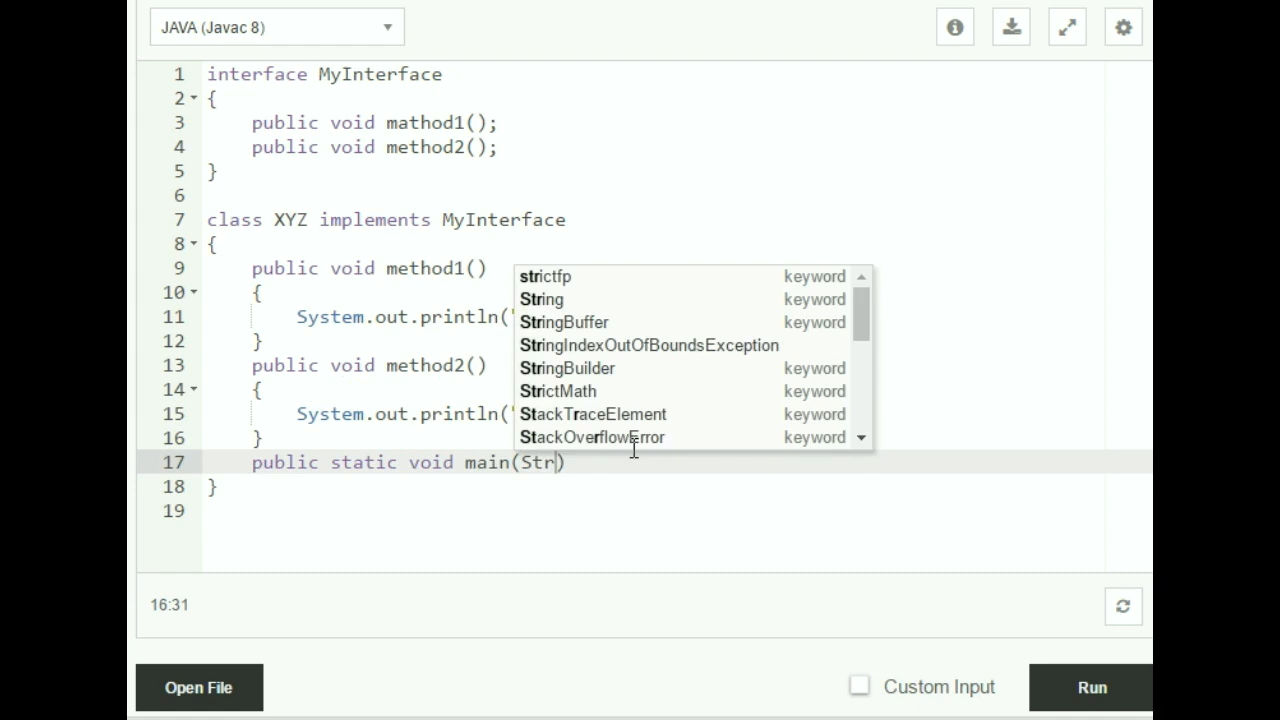 JAVA (Javac 8)
1 interface MyInterface
2 {
3 public void mathod1();
4 public void method2();
5 }
6
7 class XYZ implements MyInterface
8 {
9 public void method1()
10 {
11 System.out.println("
12 }
13 public void method2()
14 {
15 System.out.println("
16 }
17 public static void main(Str)
18 }
19
strictfp keyword
String keyword
StringBuffer keyword
StringIndexOutOfBoundsException
StringBuilder keyword
StrictMath keyword
StackTraceElement keyword
StackOverflowError keyword
16:31
Open File
Custom Input
Run